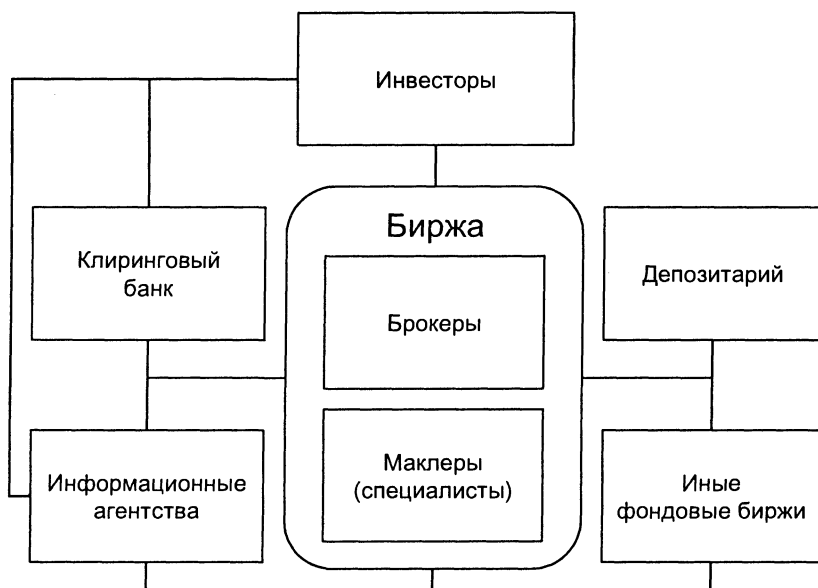 Инвесторы
Биржа
Клиринговый
банк
Брокеры
Депозитарий
Информационные
агентства
Маклеры
(специалисты)
Иные
фондовые биржи